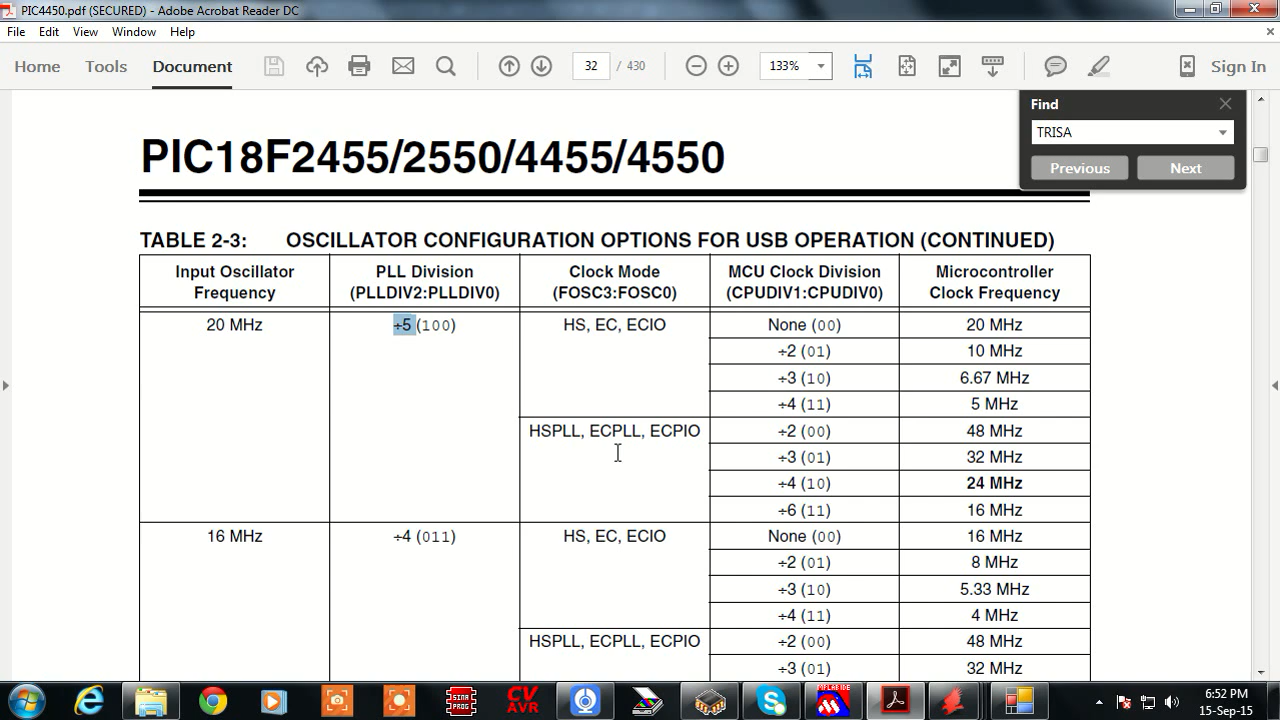 PIC4450.pdf (SECURED) - Adobe Acrobat Reader DC
File Edit View Window Help
Home Tools Document 32 / 430 133% Sign In
Find
TRISA
Previous Next
PIC18F2455/2550/4455/4550
TABLE 2-3: OSCILLATOR CONFIGURATION OPTIONS FOR USB OPERATION (CONTINUED)
Input Oscillator PLL Division Clock Mode MCU Clock Division Microcontroller
Frequency (PLLDIV2:PLLDIV0) (FOSC3:FOSC0) (CPUDIV1:CPUDIV0) Clock Frequency
20 MHz ÷5 (100) HS, EC, ECIO None (00) 20 MHz
÷2 (01) 10 MHz
÷3 (10) 6.67 MHz
÷4 (11) 5 MHz
HSPLL, ECPLL, ECPIO ÷2 (00) 48 MHz
÷3 (01) 32 MHz
÷4 (10) 24 MHz
÷6 (11) 16 MHz
16 MHz ÷4 (011) HS, EC, ECIO None (00) 16 MHz
÷2 (01) 8 MHz
÷3 (10) 5.33 MHz
÷4 (11) 4 MHz
HSPLL, ECPLL, ECPIO ÷2 (00) 48 MHz
÷3 (01) 32 MHz
SINA PROG CV AVR MPLAB IDE 6:52 PM
15-Sep-15